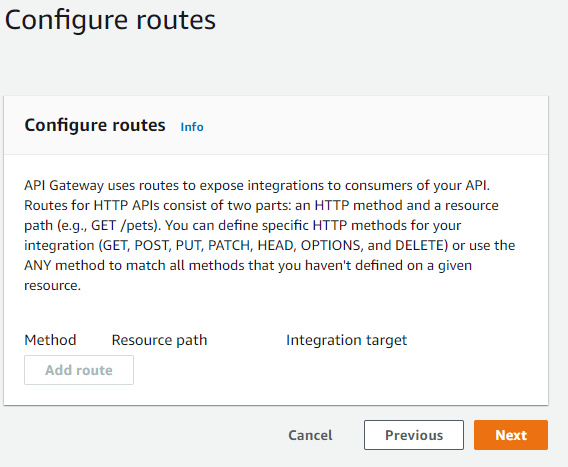 Configure routes
Configure routes Info
API Gateway uses routes to expose integrations to consumers of your API.
Routes for HTTP APIs consist of two parts: an HTTP method and a resource
path (e.g., GET /pets). You can define specific HTTP methods for your
integration (GET, POST, PUT, PATCH, HEAD, OPTIONS, and DELETE) or use the
ANY method to match all methods that you haven't defined on a given
resource.
Method Resource path Integration target
Add route
Cancel Previous Next